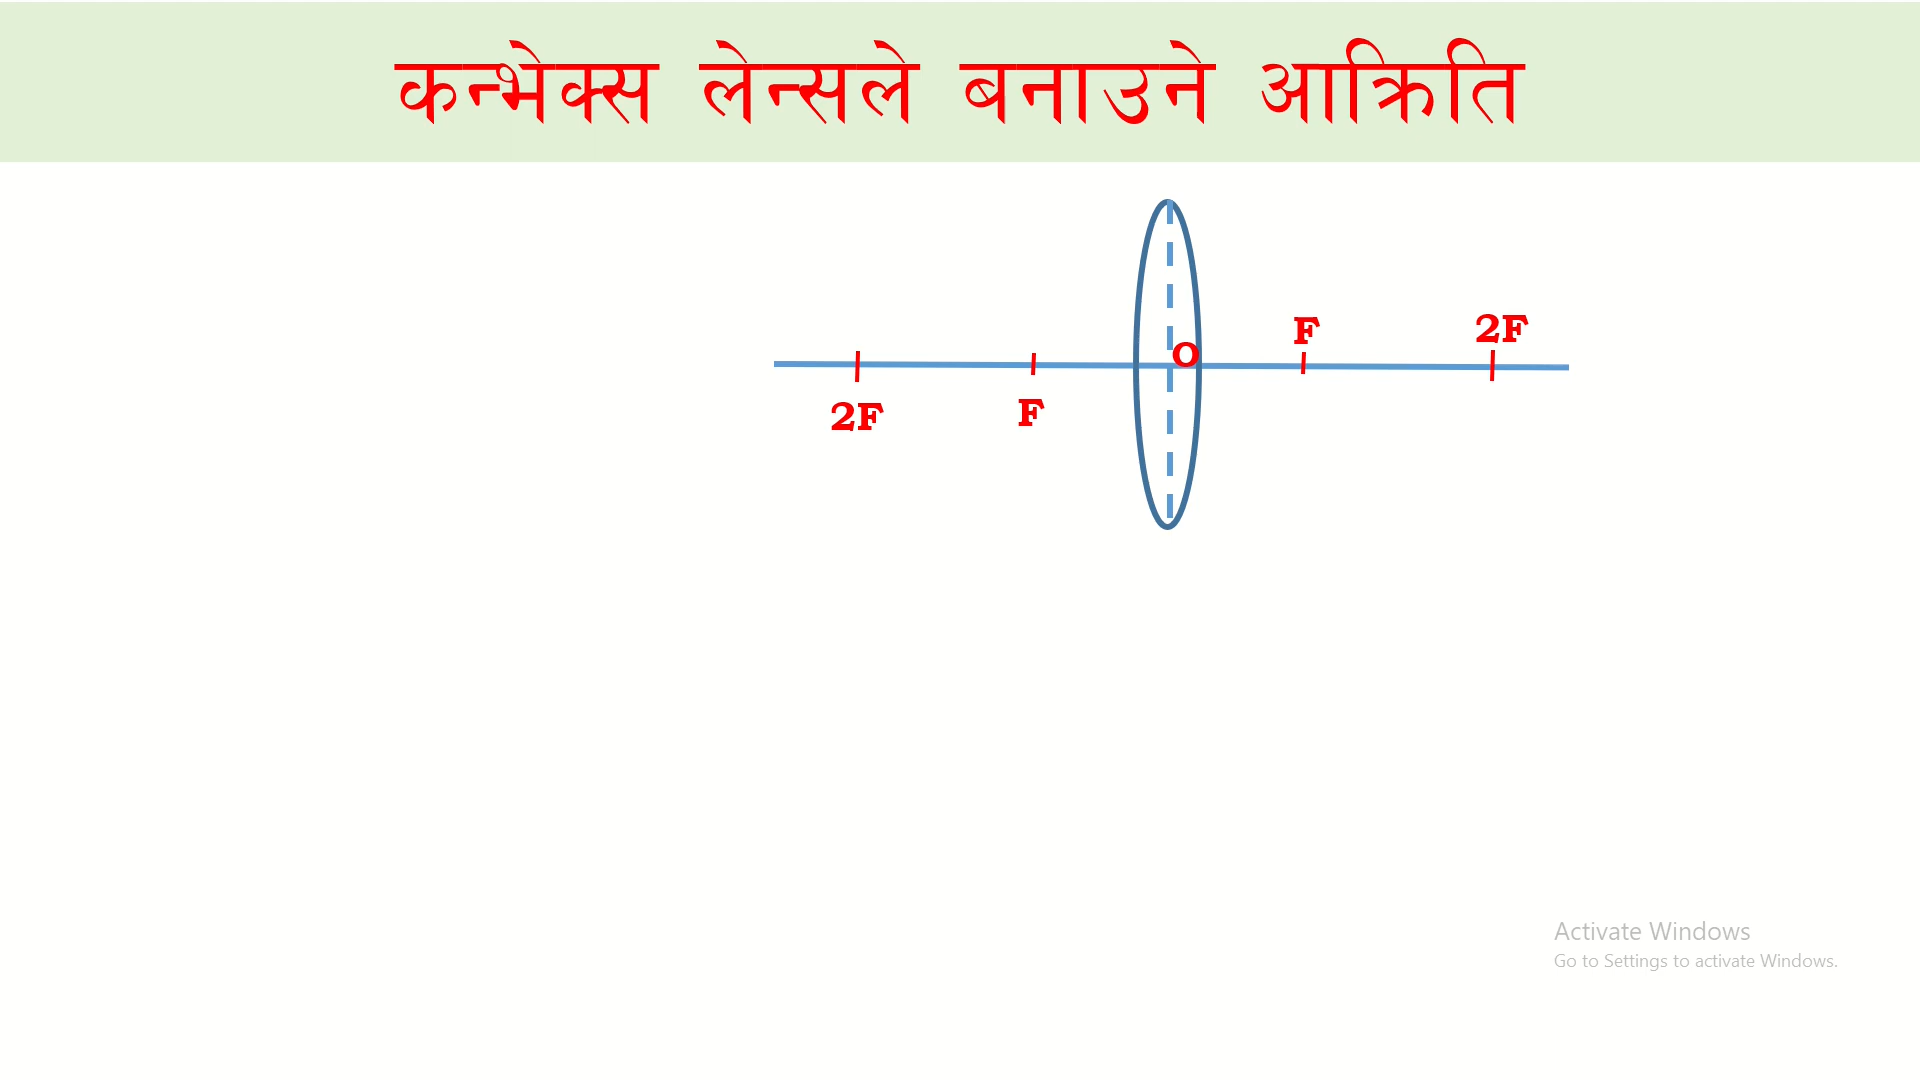 कन्भेक्स लेन्सले बनाउने आक्रिति
2F F O F 2F
Activate Windows
Go to Settings to activate Windows.